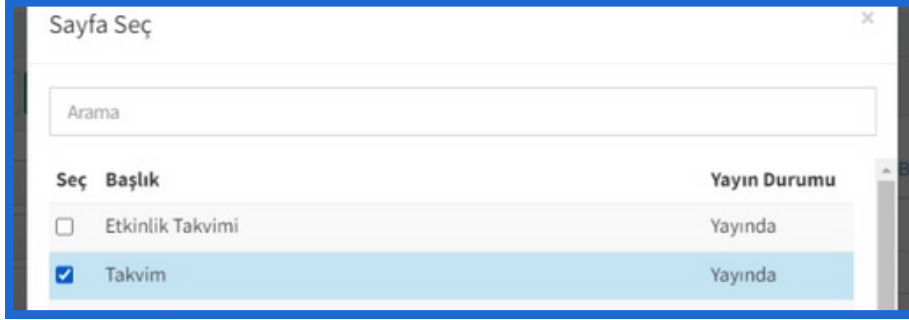 Sayfa Seç
×
Arama
Seç Başlık Yayın Durumu
Etkinlik Takvimi Yayında
Takvim Yayında